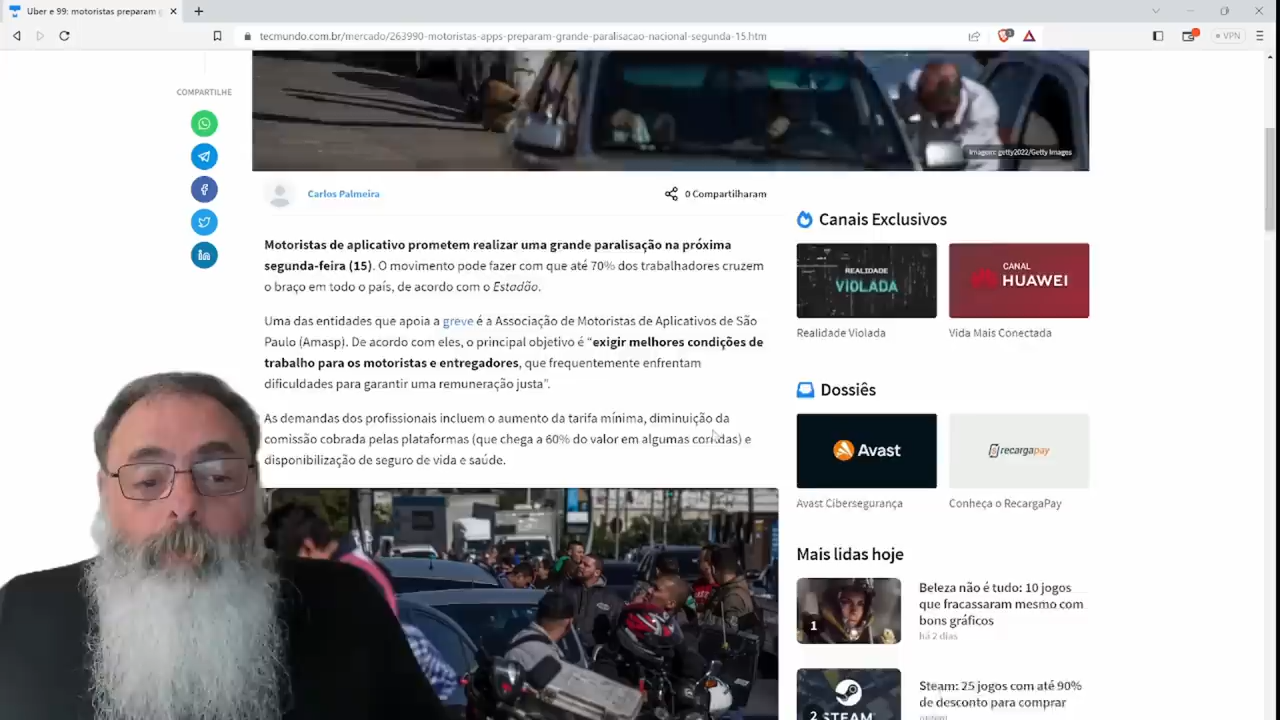 Uber e 99: motoristas preparam g
tecmundo.com.br/mercado/263990-motoristas-apps-preparam-grande-paralisacao-nacional-segunda-15.htm
VPN
COMPARTILHE
Imagem: getty2022/Getty Images
Carlos Palmeira
0 Compartilharam
Motoristas de aplicativo prometem realizar uma grande paralisação na próxima
segunda-feira (15). O movimento pode fazer com que até 70% dos trabalhadores cruzem
o braço em todo o país, de acordo com o Estadão.
Uma das entidades que apoia a greve é a Associação de Motoristas de Aplicativos de São
Paulo (Amasp). De acordo com eles, o principal objetivo é “exigir melhores condições de
trabalho para os motoristas e entregadores, que frequentemente enfrentam
dificuldades para garantir uma remuneração justa”.
As demandas dos profissionais incluem o aumento da tarifa mínima, diminuição da
comissão cobrada pelas plataformas (que chega a 60% do valor em algumas corridas) e
disponibilização de seguro de vida e saúde.
Canais Exclusivos
REALIDADE
VIOLADA
CANAL
HUAWEI
Realidade Violada
Vida Mais Conectada
Dossiês
Avast
recargapay
Avast Cibersegurança
Conheça o RecargaPay
Mais lidas hoje
1
Beleza não é tudo: 10 jogos
que fracassaram mesmo com
bons gráficos
há 2 dias
2
STEAM
Steam: 25 jogos com até 90%
de desconto para comprar
ontem